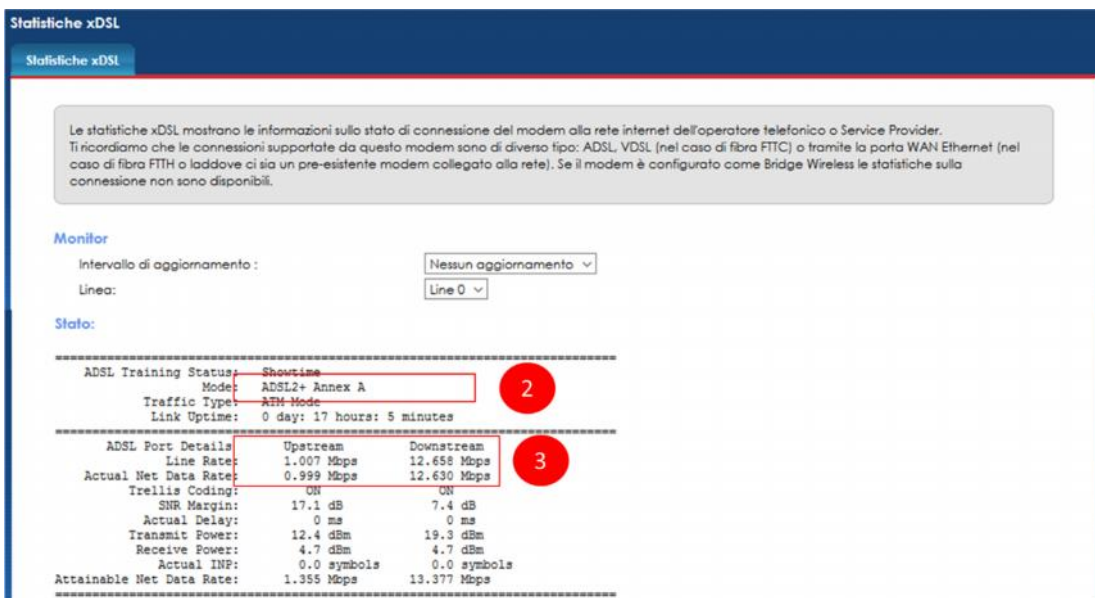 Statistiche xDSL
Statistiche xDSL
Le statistiche xDSL mostrano le informazioni sullo stato di connessione del modem alla rete internet dell'operatore telefonico o Service Provider.
Ti ricordiamo che le connessioni supportate da questo modem sono di diverso tipo: ADSL, VDSL (nel caso di fibra FTTC) o tramite la porta WAN Ethernet (nel
caso di fibra FTTH o laddove ci sia un pre-esistente modem collegato alla rete). Se il modem è configurato come Bridge Wireless le statistiche sulla
connessione non sono disponibili.
Monitor
Intervallo di aggiornamento : Nessun aggiornamento
Linea: Line 0
Stato:
============================================================
ADSL Training Status: Showtime
Mode: ADSL2+ Annex A
2
Traffic Type: ATM Mode
Link Uptime: 0 day: 17 hours: 5 minutes
============================================================
ADSL Port Details Upstream Downstream
Line Rate: 1.007 Mbps 12.658 Mbps
3
Actual Net Data Rate: 0.999 Mbps 12.630 Mbps
Trellis Coding: ON ON
SNR Margin: 17.1 dB 7.4 dB
Actual Delay: 0 ms 0 ms
Transmit Power: 12.4 dBm 19.3 dBm
Receive Power: 4.7 dBm 4.7 dBm
Actual INP: 0.0 symbols 0.0 symbols
Attainable Net Data Rate: 1.355 Mbps 13.377 Mbps
============================================================